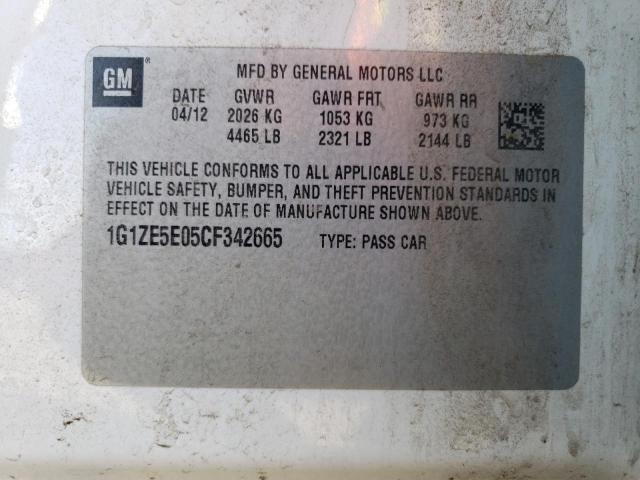 GM ®
MFD BY GENERAL MOTORS LLC
DATE GVWR GAWR FRT GAWR RR
04/12 2026 KG 1053 KG 973 KG
4465 LB 2321 LB 2144 LB
THIS VEHICLE CONFORMS TO ALL APPLICABLE U.S. FEDERAL MOTOR
VEHICLE SAFETY, BUMPER, AND THEFT PREVENTION STANDARDS IN
EFFECT ON THE DATE OF MANUFACTURE SHOWN ABOVE.
1G1ZE5E05CF342665 TYPE: PASS CAR